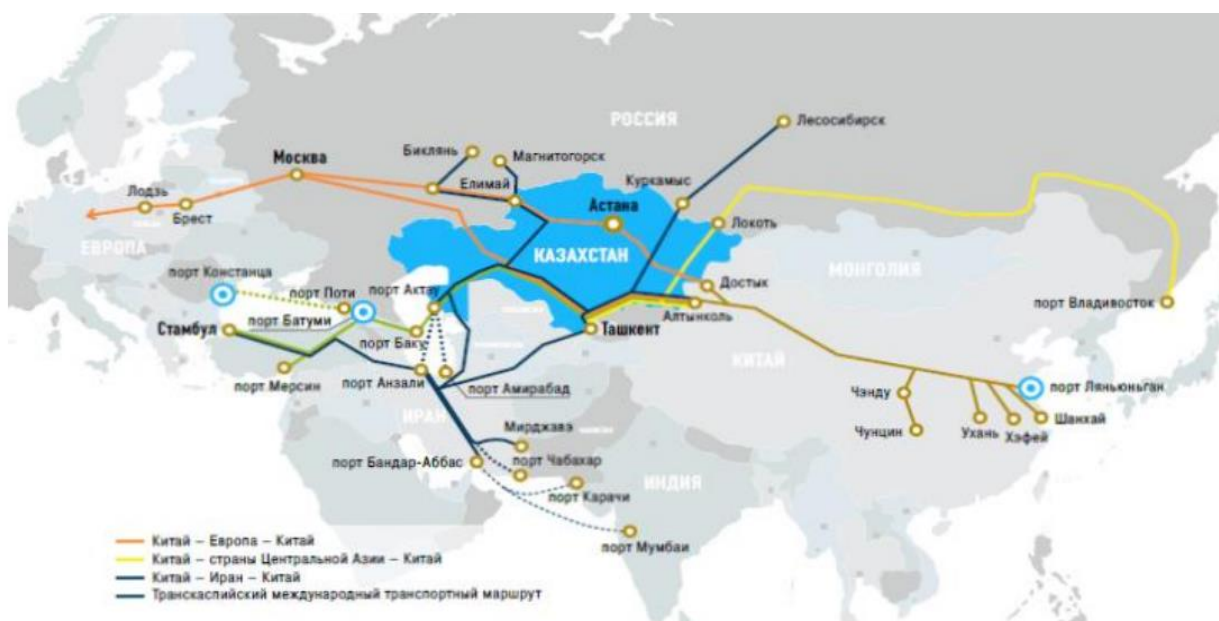 РОССИЯ
Лесосибирск
Биклянь
Магнитогорск
Москва
Куркамыс
Елимай
Лодзь
Брест
Астана
Локоть
ЕВРОПА
КАЗАХСТАН
МОНГОЛИЯ
порт Констанца
порт Поти
порт Актау
Достык
порт Владивосток
Алтынколь
Стамбул
порт Батуми
порт Баку
Ташкент
КИТАЙ
порт Мерсин
порт Анзали
порт Амирабад
Чэнду
порт Ляньюньган
ИРАН
Мирджавэ
Чунцин
Ухань
Хэфей
Шанхай
порт Бандар-Аббас
порт Чабахар
порт Карачи
ИНДИЯ
порт Мумбаи
Китай – Европа – Китай
Китай – страны Центральной Азии – Китай
Китай – Иран – Китай
Транскаспийский международный транспортный маршрут